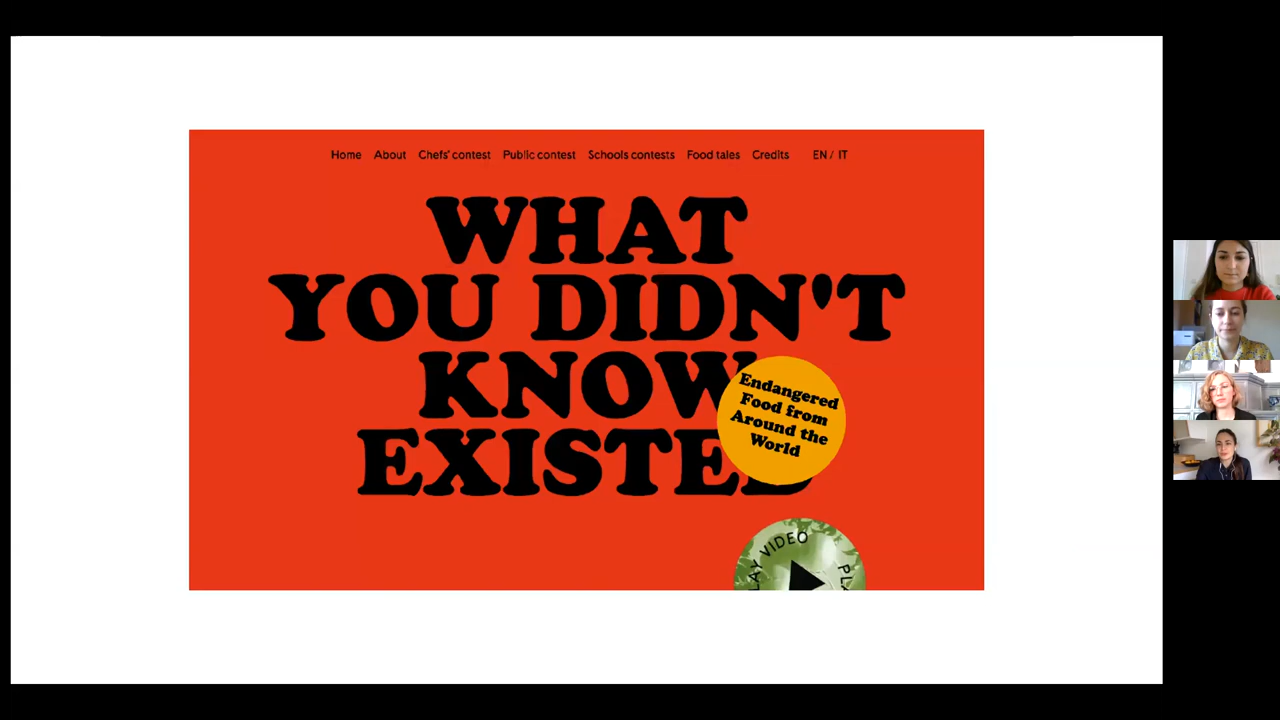 Home About Chefs' contest Public contest Schools contests Food tales Credits EN / IT
WHAT
YOU DIDN'T
KNOW
EXISTED
Endangered
Food from
Around the
World
PLAY VIDEO PLA